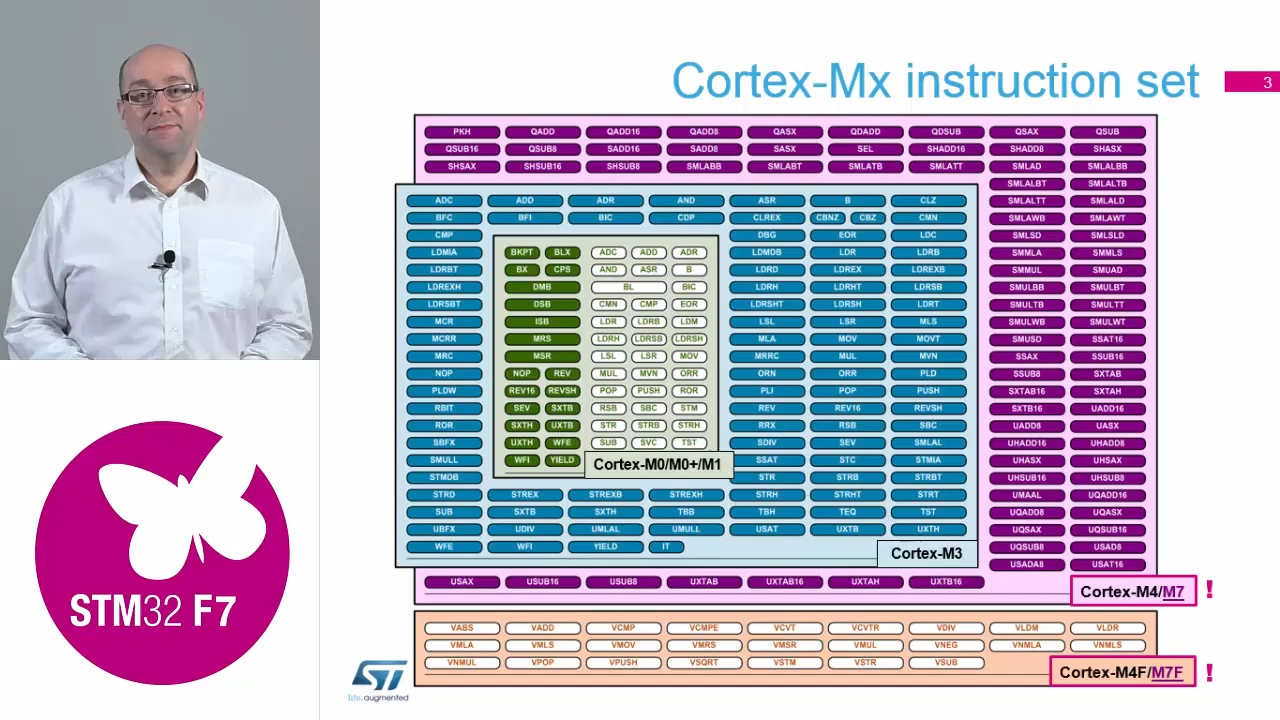 Cortex-Mx instruction set
3
PKH QADD QADD16 QADD8 QASX QDADD QDSUB QSAX QSUB
QSUB16 QSUB8 SADD16 SADD8 SASX SEL SHADD16 SHADD8 SHASX
SHSAX SHSUB16 SHSUB8 SMLABB SMLABT SMLATB SMLATT SMLAD SMLALBB
SMLALBT SMLALTB
ADC ADD ADR AND ASR B CLZ SMLALTT SMLALD
BFC BFI BIC CDP CLREX CBNZ CBZ CMN SMLAWB SMLAWT
CMP DBG EOR LDC SMLSD SMLSLD
LDMIA BKPT BLX ADC ADD ADR LDMDB LDR LDRB SMMLA SMMLS
LDRBT BX CPS AND ASR B LDRD LDREX LDREXB SMMUL SMUAD
LDREXH DMB BL BIC LDRH LDRHT LDRSB SMULBB SMULBT
LDRSBT DSB CMN CMP EOR LDRSHT LDRSH LDRT SMULTB SMULTT
MCR ISB LDR LDRB LDM LSL LSR MLS SMULWB SMULWT
MCRR MRS LDRH LDRSB LDRSH MLA MOV MOVT SMUSD SSAT16
MRC MSR LSL LSR MOV MRRC MUL MVN SSAX SSUB16
NOP NOP REV MUL MVN ORR ORN ORR PLD SSUB8 SXTAB
PLDW REV16 REVSH POP PUSH ROR PLI POP PUSH SXTAB16 SXTAH
RBIT SEV SXTB RSB SBC STM REV REV16 REVSH SXTB16 UADD16
ROR SXTH UXTB STR STRB STRH RRX RSB SBC UADD8 UASX
SBFX UXTH WFE SUB SVC TST SDIV SEV SMLAL UHADD16 UHADD8
SMULL WFI YIELD Cortex-M0/M0+/M1 SSAT STC STMIA UHASX UHSAX
STMDB STR STRB STRBT UHSUB16 UHSUB8
STRD STREX STREXB STREXH STRH STRHT STRT UMAAL UQADD16
SUB SXTB SXTH TBB TBH TEQ TST UQADD8 UQASX
UBFX UDIV UMLAL UMULL USAT UXTB UXTH UQSAX UQSUB16
WFE WFI YIELD IT Cortex-M3 UQSUB8 USAD8
USADA8 USAT16
USAX USUB16 USUB8 UXTAB UXTAB16 UXTAH UXTB16 Cortex-M4/M7 !
VABS VADD VCMP VCMPE VCVT VCVTR VDIV VLDM VLDR
VMLA VMLS VMOV VMRS VMSR VMUL VNEG VNMLA VNMLS
VNMUL VPOP VPUSH VSQRT VSTM VSTR VSUB Cortex-M4F/M7F !
STM32 F7
ST
life.augmented